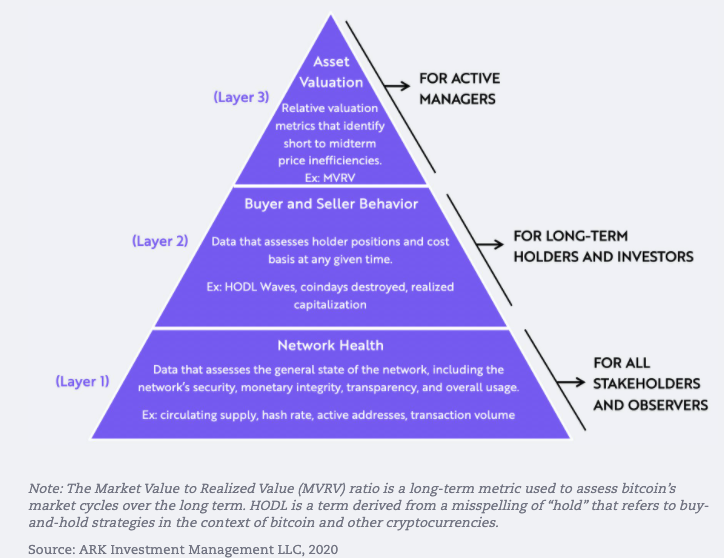 Asset
Valuation
(Layer 3)
Relative valuation
metrics that identify
short to midterm
price inefficiencies.
Ex: MVRV
FOR ACTIVE
MANAGERS
Buyer and Seller Behavior
(Layer 2)
Data that assesses holder positions and cost
basis at any given time.
Ex: HODL Waves, coindays destroyed, realized
capitalization
FOR LONG-TERM
HOLDERS AND INVESTORS
Network Health
(Layer 1)
Data that assesses the general state of the network, including the
network's security, monetary integrity, transparency, and overall usage.
Ex: circulating supply, hash rate, active addresses, transaction volume
FOR ALL
STAKEHOLDERS
AND OBSERVERS
Note: The Market Value to Realized Value (MVRV) ratio is a long-term metric used to assess bitcoin's
market cycles over the long term. HODL is a term derived from a misspelling of “hold” that refers to buy-
and-hold strategies in the context of bitcoin and other cryptocurrencies.
Source: ARK Investment Management LLC, 2020